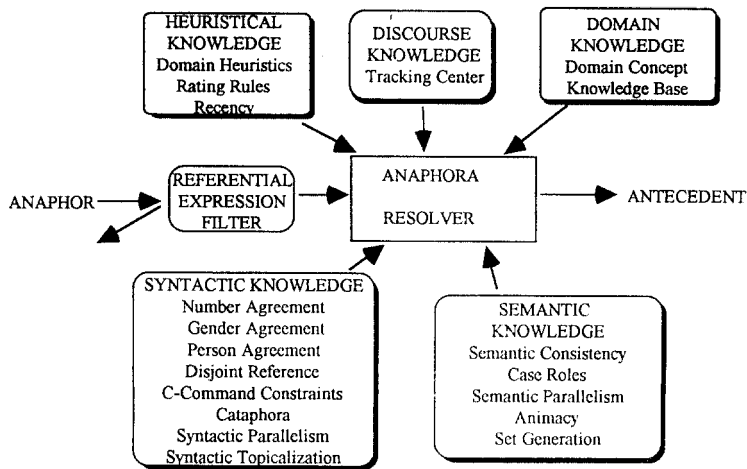 HEURISTICAL
KNOWLEDGE
Domain Heuristics
Rating Rules
Recency
DISCOURSE
KNOWLEDGE
Tracking Center
DOMAIN
KNOWLEDGE
Domain Concept
Knowledge Base
ANAPHOR
REFERENTIAL
EXPRESSION
FILTER
ANAPHORA
RESOLVER
ANTECEDENT
SYNTACTIC KNOWLEDGE
Number Agreement
Gender Agreement
Person Agreement
Disjoint Reference
C-Command Constraints
Cataphora
Syntactic Parallelism
Syntactic Topicalization
SEMANTIC
KNOWLEDGE
Semantic Consistency
Case Roles
Semantic Parallelism
Animacy
Set Generation